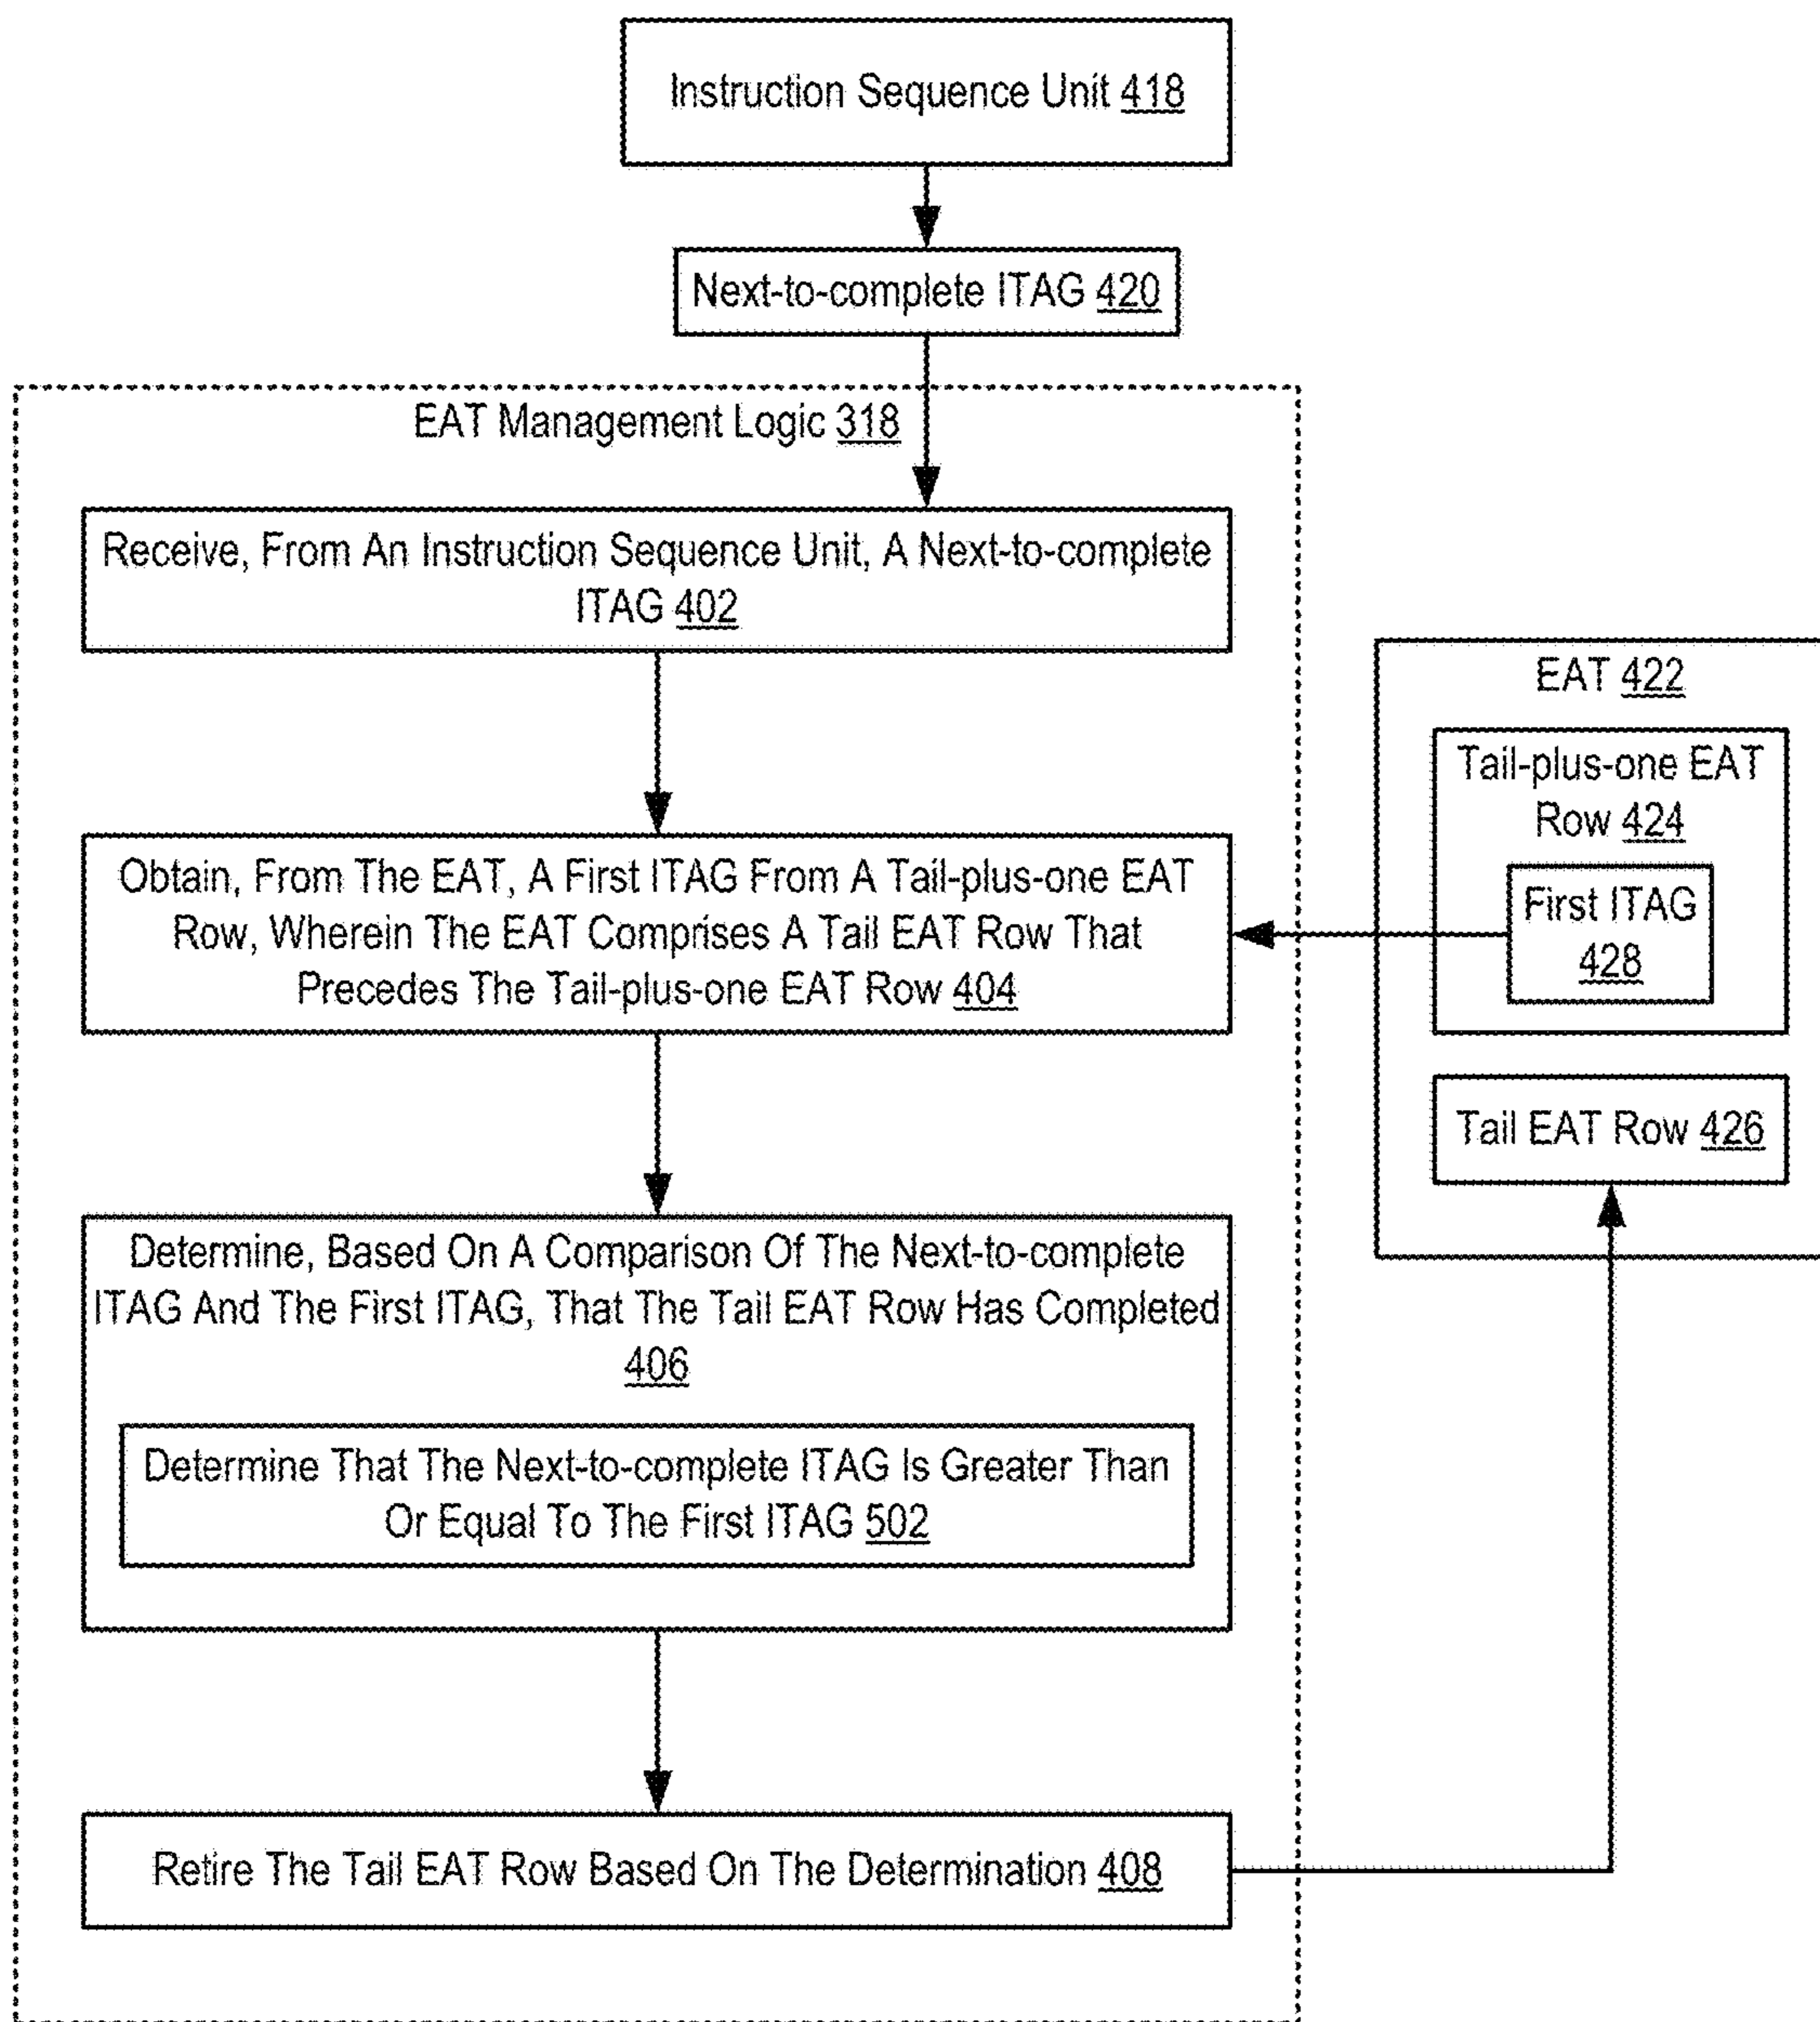 Instruction Sequence Unit 418
Next-to-complete ITAG 420
EAT Management Logic 318
Receive, From An Instruction Sequence Unit, A Next-to-complete
ITAG 402
Obtain, From The EAT, A First ITAG From A Tail-plus-one EAT
Row, Wherein The EAT Comprises A Tail EAT Row That
Precedes The Tail-plus-one EAT Row 404
Determine, Based On A Comparison Of The Next-to-complete
ITAG And The First ITAG, That The Tail EAT Row Has Completed
406
Determine That The Next-to-complete ITAG Is Greater Than
Or Equal To The First ITAG 502
Retire The Tail EAT Row Based On The Determination 408
EAT 422
Tail-plus-one EAT
Row 424
First ITAG
428
Tail EAT Row 426